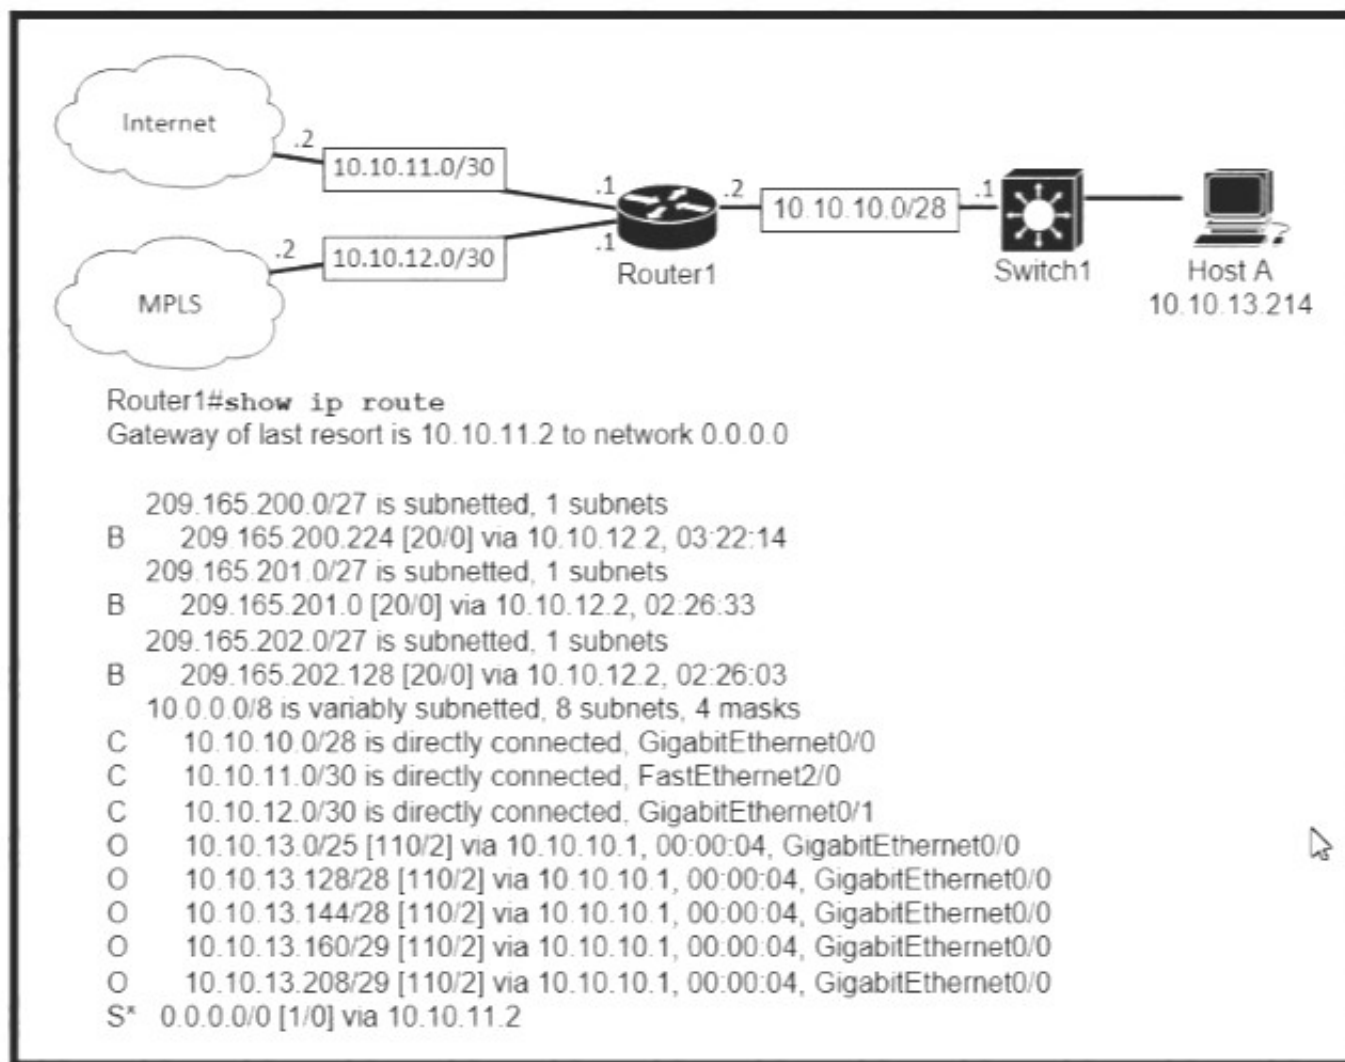 Internet
.2
10.10.11.0/30
.1
.2
10.10.10.0/28
.1
.2
10.10.12.0/30
.1
Router1
Switch1
Host A
10.10.13.214
MPLS
Router1#show ip route
Gateway of last resort is 10.10.11.2 to network 0.0.0.0
209.165.200.0/27 is subnetted, 1 subnets
B 209.165.200.224 [20/0] via 10.10.12.2, 03:22:14
209.165.201.0/27 is subnetted, 1 subnets
B 209.165.201.0 [20/0] via 10.10.12.2, 02:26:33
209.165.202.0/27 is subnetted, 1 subnets
B 209.165.202.128 [20/0] via 10.10.12.2, 02:26:03
10.0.0.0/8 is variably subnetted, 8 subnets, 4 masks
C 10.10.10.0/28 is directly connected, GigabitEthernet0/0
C 10.10.11.0/30 is directly connected, FastEthernet2/0
C 10.10.12.0/30 is directly connected, GigabitEthernet0/1
O 10.10.13.0/25 [110/2] via 10.10.10.1, 00:00:04, GigabitEthernet0/0
O 10.10.13.128/28 [110/2] via 10.10.10.1, 00:00:04, GigabitEthernet0/0
O 10.10.13.144/28 [110/2] via 10.10.10.1, 00:00:04, GigabitEthernet0/0
O 10.10.13.160/29 [110/2] via 10.10.10.1, 00:00:04, GigabitEthernet0/0
O 10.10.13.208/29 [110/2] via 10.10.10.1, 00:00:04, GigabitEthernet0/0
S* 0.0.0.0/0 [1/0] via 10.10.11.2